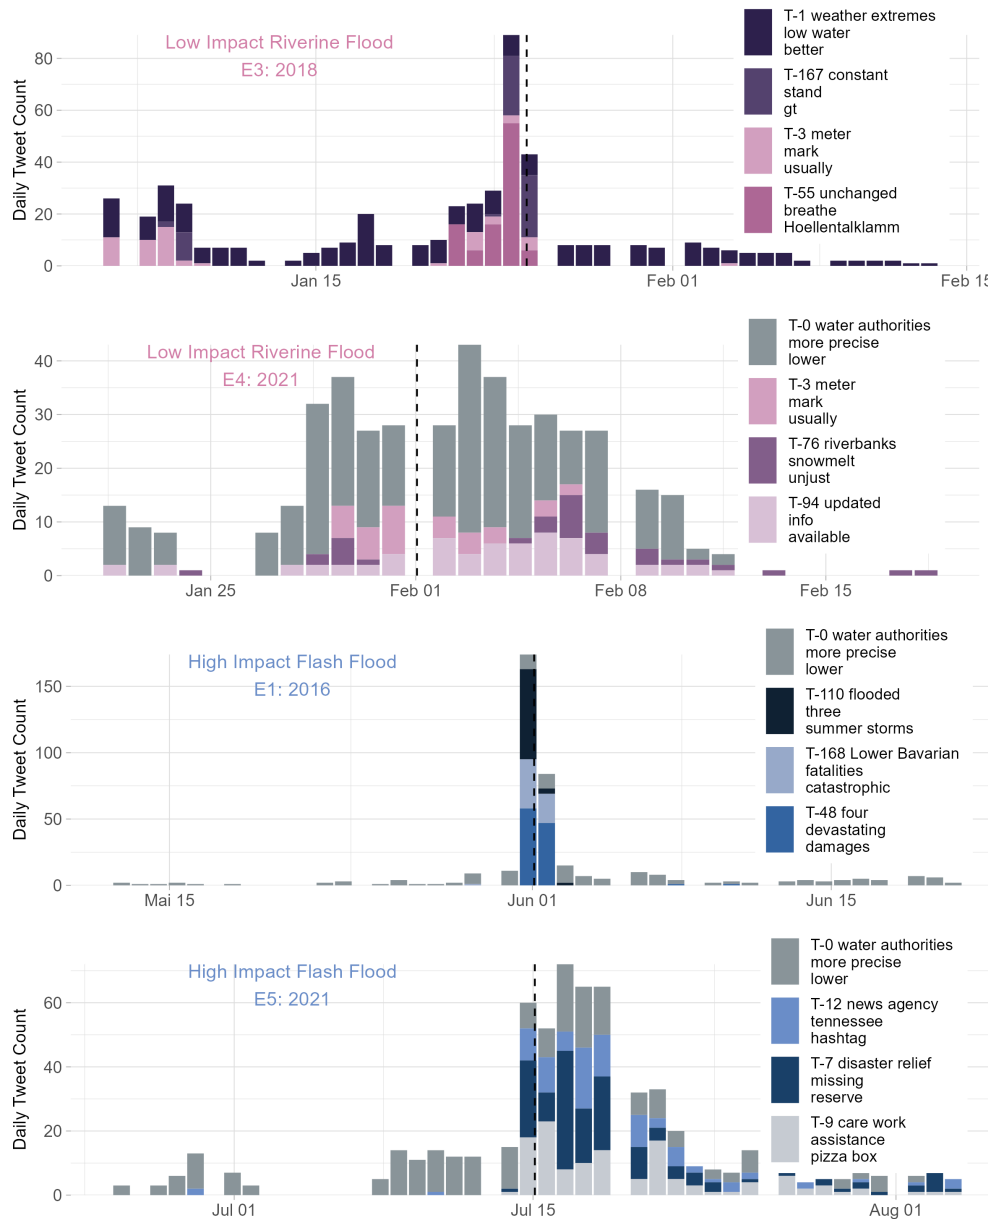 Low Impact Riverine Flood
E3: 2018
Daily Tweet Count
80
60
40
20
0
Jan 15
Feb 01
Feb 15
T-1 weather extremes
low water
better
T-167 constant
stand
gt
T-3 meter
mark
usually
T-55 unchanged
breathe
Hoellentalklamm
Low Impact Riverine Flood
E4: 2021
Daily Tweet Count
40
30
20
10
0
Jan 25
Feb 01
Feb 08
Feb 15
T-0 water authorities
more precise
lower
T-3 meter
mark
usually
T-76 riverbanks
snowmelt
unjust
T-94 updated
info
available
High Impact Flash Flood
E1: 2016
Daily Tweet Count
150
100
50
0
Mai 15
Jun 01
Jun 15
T-0 water authorities
more precise
lower
T-110 flooded
three
summer storms
T-168 Lower Bavarian
fatalities
catastrophic
T-48 four
devastating
damages
High Impact Flash Flood
E5: 2021
Daily Tweet Count
60
40
20
0
Jul 01
Jul 15
Aug 01
T-0 water authorities
more precise
lower
T-12 news agency
tennessee
hashtag
T-7 disaster relief
missing
reserve
T-9 care work
assistance
pizza box